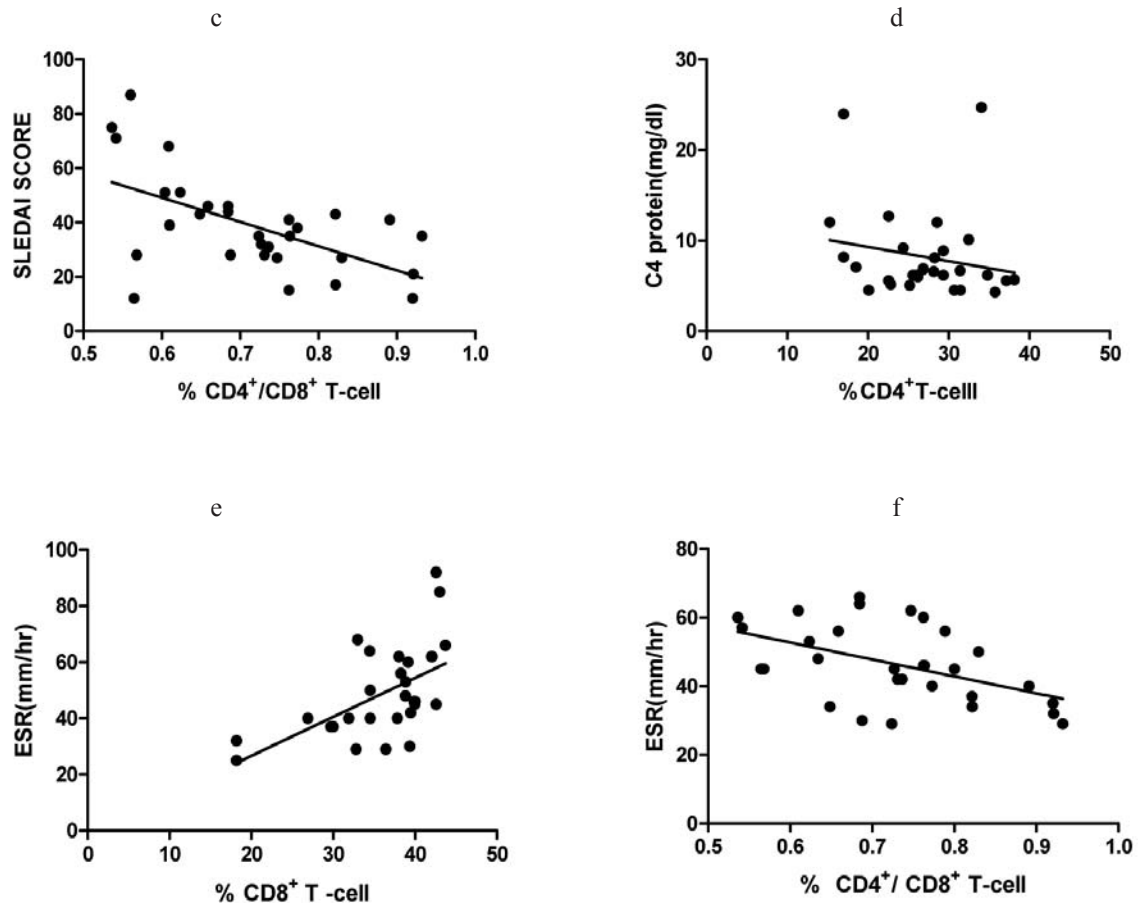 c
100
80
60
40
20
0
0.5 0.6 0.7 0.8 0.9 1.0
SLEDAI SCORE
% CD4⁺/CD8⁺ T-cell
d
30
20
10
0
0 10 20 30 40 50
C4 protein(mg/dl)
%CD4⁺T-celll
e
100
80
60
40
20
0
0 10 20 30 40 50
ESR(mm/hr)
% CD8⁺ T -cell
f
80
60
40
20
0
0.5 0.6 0.7 0.8 0.9 1.0
ESR(mm/hr)
% CD4⁺/ CD8⁺ T-cell